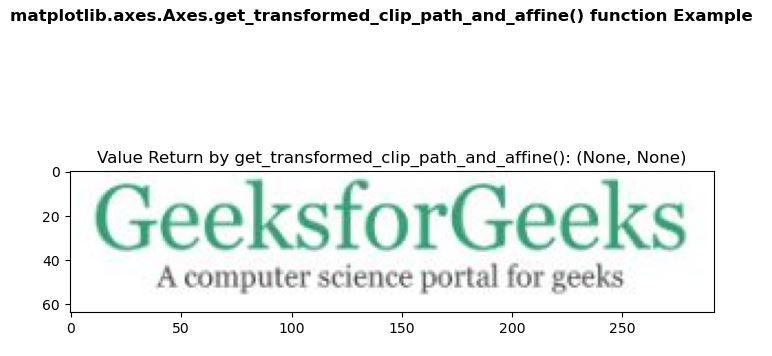 matplotlib.axes.Axes.get_transformed_clip_path_and_affine() function Example
Value Return by get_transformed_clip_path_and_affine(): (None, None)
0
GeeksforGeeks
20
40
A computer science portal for geeks
60
0 50 100 150 200 250